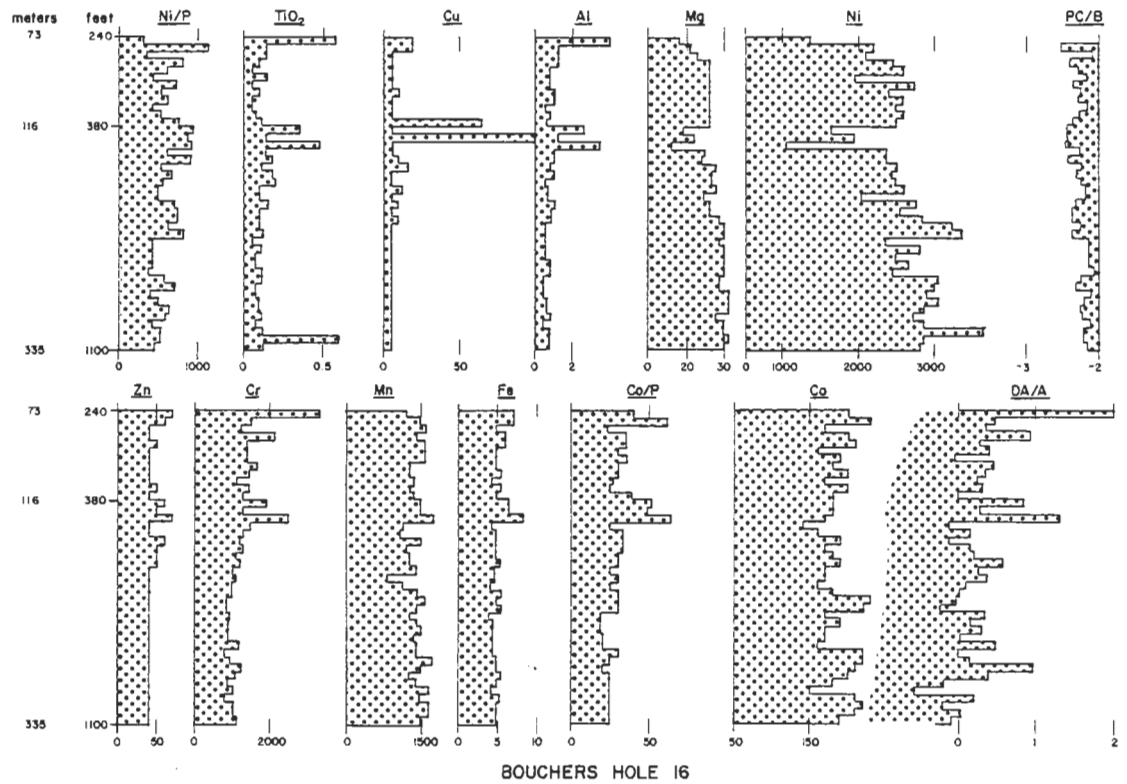 meters feet Ni/P TiO₂ Cu Al Mg Ni PC/B
73 240
116 380
335 1100
0 1000 0 0.5 0 50 0 2 0 10 20 30 0 1000 2000 3000 -3 -2
Zn Cr Mn Fe Co/P Co DA/A
73 240
116 380
335 1100
0 50 0 2000 0 1500 0 5 10 0 50 50 150 0 1 2
BOUCHERS HOLE 16